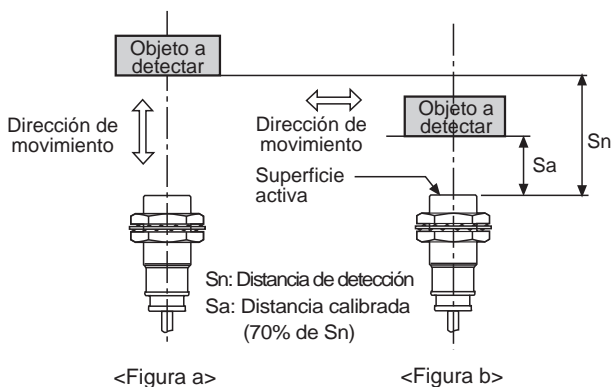 Objeto a
detectar
Dirección de
movimiento
<Figura a>
Objeto a
detectar
Dirección de
movimiento
Sn
Sa
Superficie
activa
Sn: Distancia de detección
Sa: Distancia calibrada
(70% de Sn)
<Figura b>